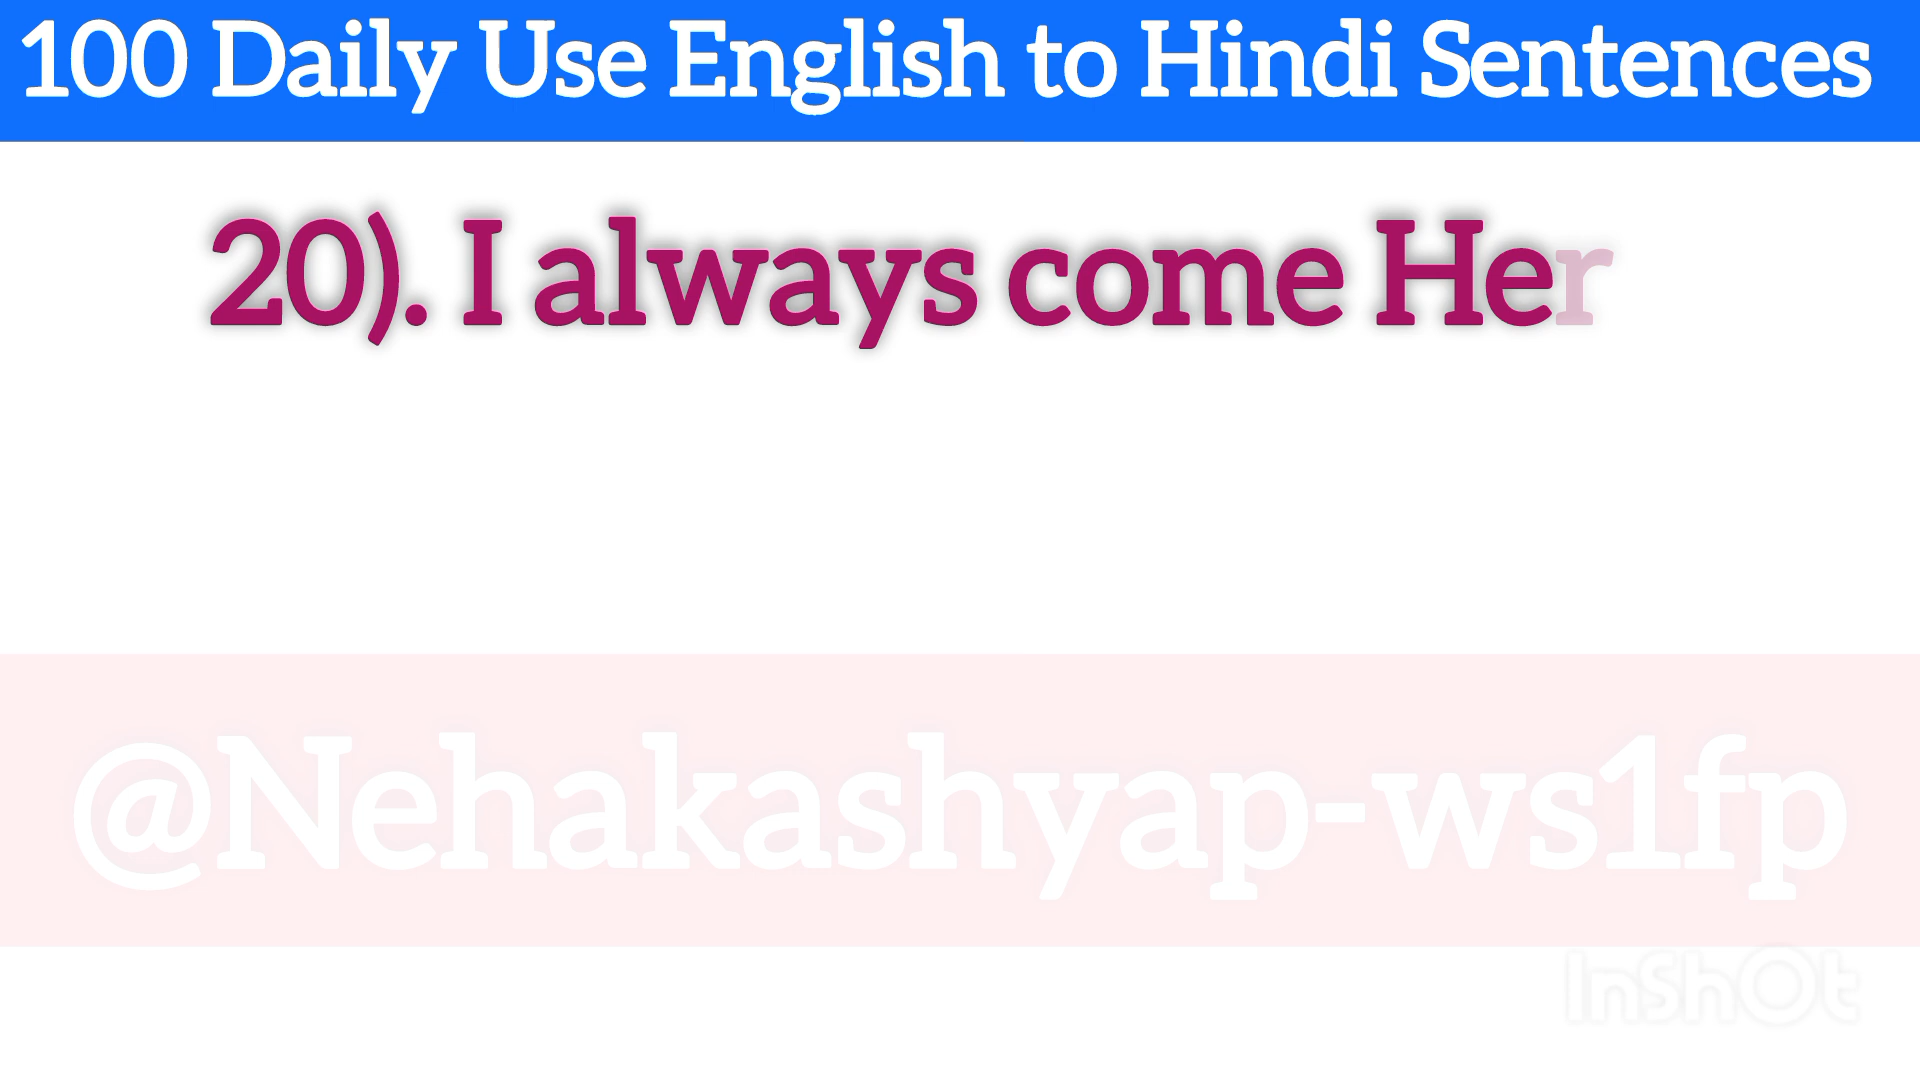 100 Daily Use English to Hindi Sentences
20). I always come Her
@Nehakashyap-ws1fp
InShOt